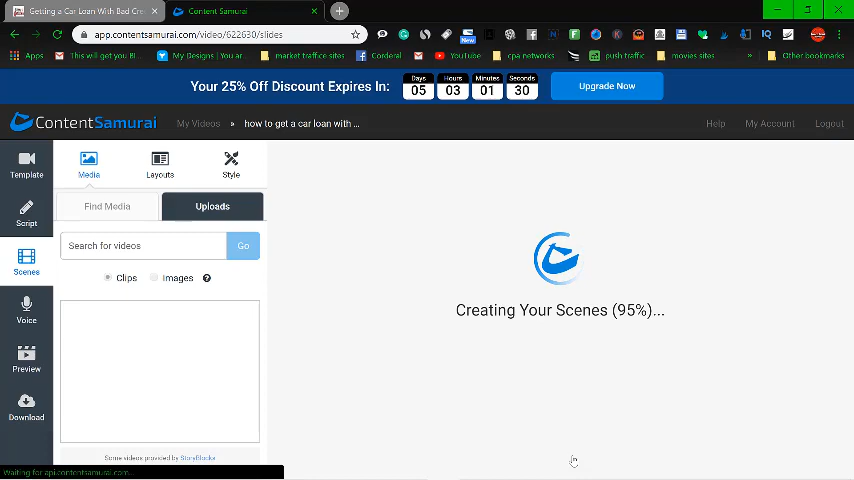 Getting a Car Loan With Bad Cre
Content Samurai
app.contentsamurai.com/video/622630/slides
New
Apps
This will get you Bl...
My Designs | You ar...
market traffic sites
Corderal
YouTube
cpa networks
push traffic
movies sites
»
Other bookmarks
Your 25% Off Discount Expires In:
Days
05
Hours
03
Minutes
01
Seconds
30
Upgrade Now
ContentSamurai
My Videos » how to get a car loan with ...
Help
My Account
Logout
Template
Script
Scenes
Voice
Preview
Download
Media
Layouts
Style
Find Media
Uploads
Search for videos
Go
Clips
Images
?
Some videos provided by StoryBlocks
Creating Your Scenes (95%)...
Waiting for api.contentsamurai.com...